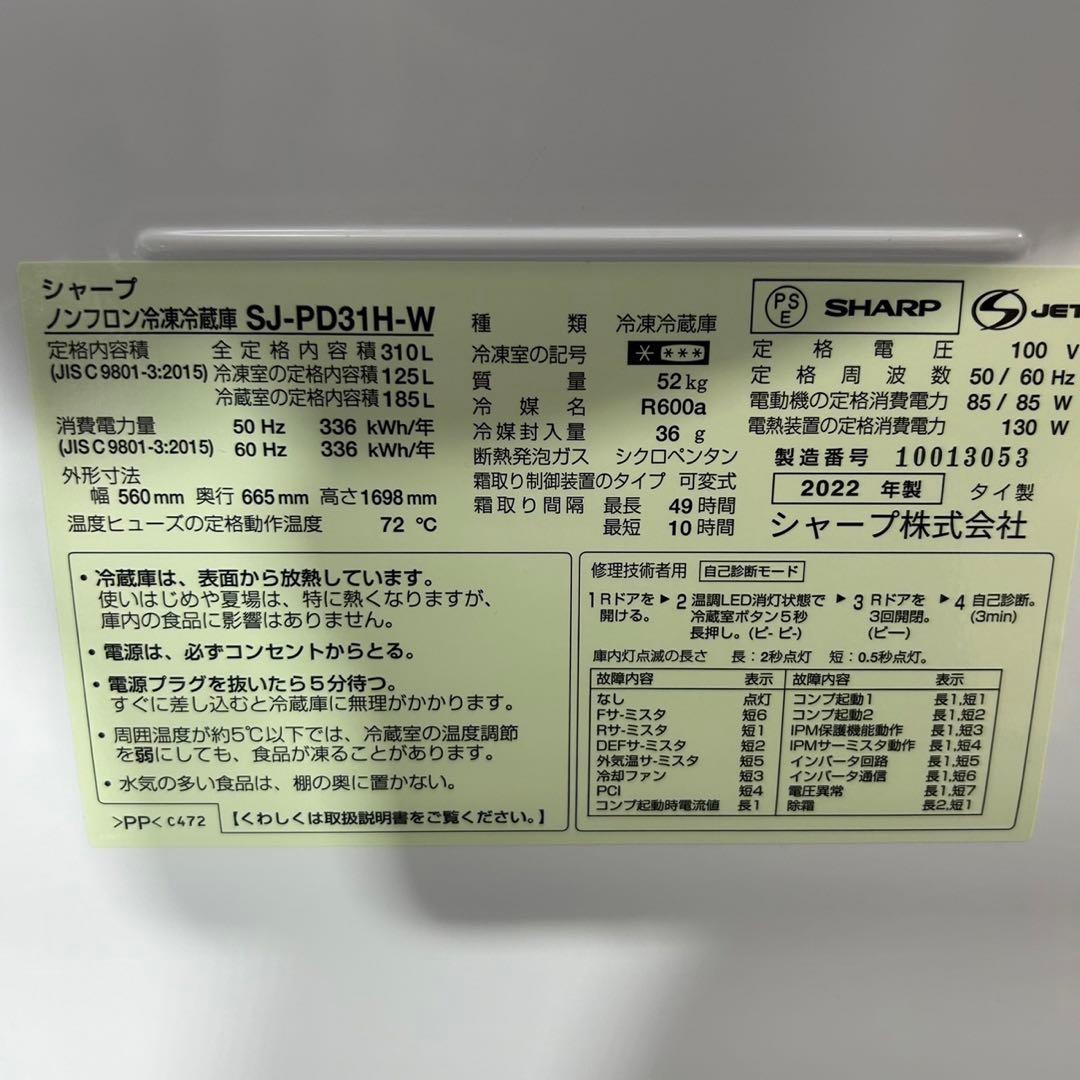 シャープ
ノンフロン冷凍冷蔵庫 SJ-PD31H-W
定格内容積 全定格内容積 310 L
(JIS C 9801-3:2015) 冷凍室の定格内容積 125 L
冷蔵室の定格内容積 185 L
消費電力量 50 Hz 336 kWh/年
(JIS C 9801-3:2015) 60 Hz 336 kWh/年
外形寸法
幅 560 mm 奥行 665 mm 高さ 1698 mm
温度ヒューズの定格動作温度 72 ℃
種類 冷凍冷蔵庫
冷凍室の記号 * ***
質量 52 kg
冷媒名 R600a
冷媒封入量 36 g
断熱発泡ガス シクロペンタン
霜取り制御装置のタイプ 可変式
霜取り間隔 最長 49 時間
最短 10 時間
PSE SHARP S JET
定格電圧 100 V
定格周波数 50 / 60 Hz
電動機の定格消費電力 85 / 85 W
電熱装置の定格消費電力 130 W
製造番号 10013053
2022 年製 タイ製
シャープ株式会社
・冷蔵庫は、表面から放熱しています。
使いはじめや夏場は、特に熱くなりますが、
庫内の食品に影響はありません。
・電源は、必ずコンセントからとる。
・電源プラグを抜いたら5分待つ。
すぐに差し込むと冷蔵庫に無理がかかります。
・周囲温度が約5℃以下では、冷蔵室の温度調節
を弱にしても、食品が凍ることがあります。
・水気の多い食品は、棚の奥に置かない。
>PP< C472 【くわしくは取扱説明書をご覧ください。】
修理技術者用 自己診断モード
1 Rドアを ▶ 2 温調LED消灯状態で ▶ 3 Rドアを ▶ 4 自己診断。
開ける。 冷蔵室ボタン5秒 3回開閉。 (3min)
長押し。(ピ- ピ-) (ピー)
庫内灯点滅の長さ 長：2秒点灯 短：0.5秒点灯。
故障内容 表示 故障内容 表示
なし 点灯 コンプ起動1 長1,短1
Fサ-ミスタ 短6 コンプ起動2 長1,短2
Rサ-ミスタ 短1 IPM保護機能動作 長1,短3
DEFサ-ミスタ 短2 IPMサーミスタ動作 長1,短4
外気温サ-ミスタ 短5 インバータ回路 長1,短5
冷却ファン 短3 インバータ通信 長1,短6
PCI 短4 電圧異常 長1,短7
コンプ起動時電流値 長1 除霜 長2,短1